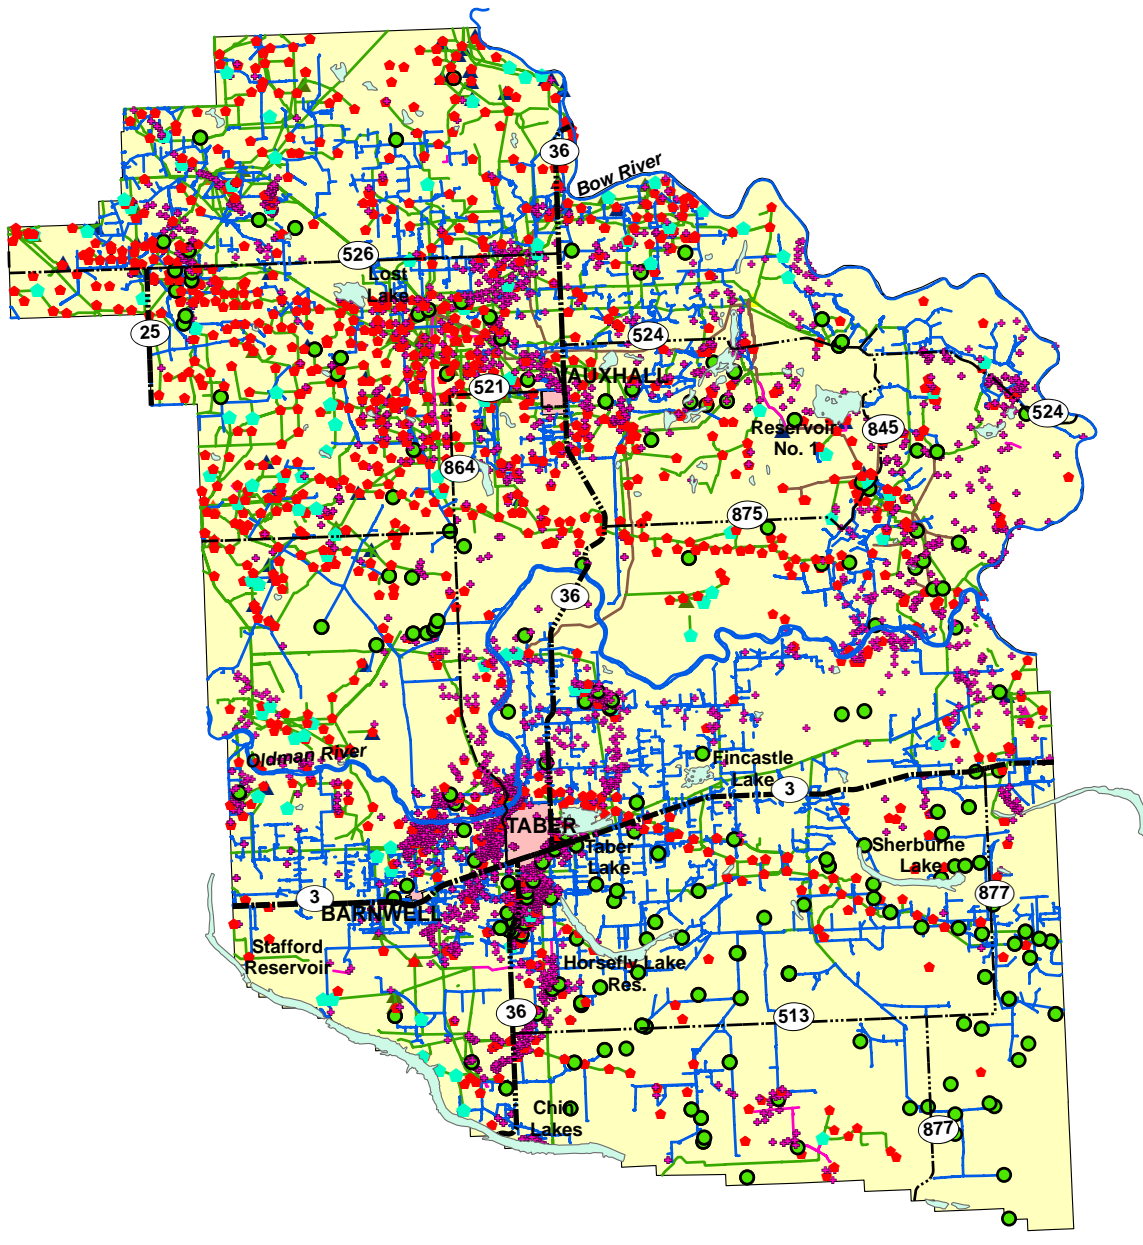 36
Bow River
526
Lost
Lake
25
524
AUXHALL
521
524
Reservoir
No. 1
845
864
875
36
Oldman River
Fincastle
Lake
3
TABER
Taber
Lake
Sherburne
Lake
3
877
BARNWELL
Stafford
Reservoir
Horsefly Lake
Res.
36
513
Chin
Lakes
877